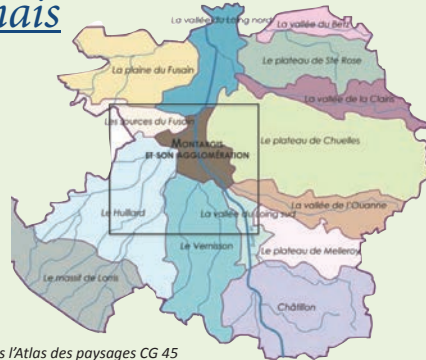 nais
La vallée du Loing nord
La vallée du Betz
La plaine du Fusain
Le plateau de Ste Rose
La vallée de la Clairis
Les sources du Fusain
MONTARGIS
ET SON AGGLOMÉRATION
Le plateau de Chuelles
La vallée de l'Ouanne
Le Huillard
La vallée du Loing sud
Le Vernisson
Le plateau de Melleroy
Le massif de Lorris
Châtillon
s l'Atlas des paysages CG 45